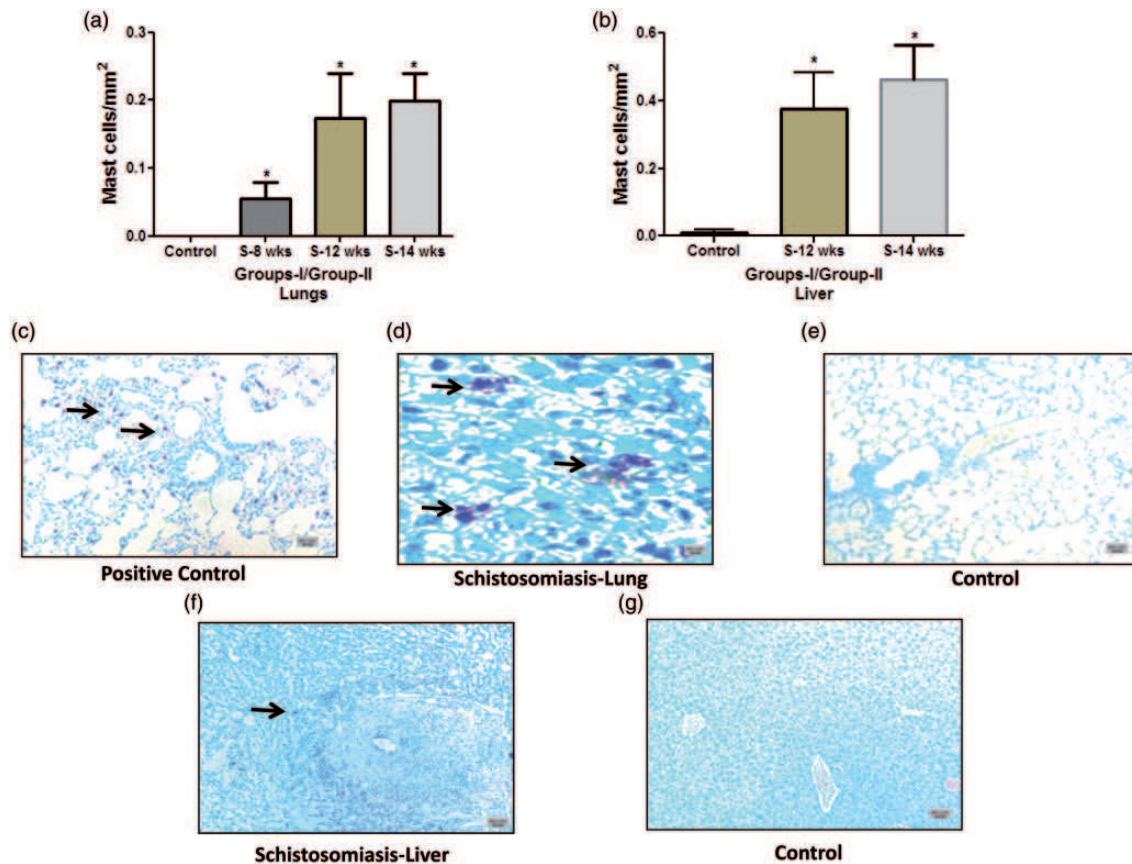 (a)
Mast cells/mm²
0.3
0.2
0.1
0.0
*
*
*
Control
S-8 wks
S-12 wks
S-14 wks
Groups-I/Group-II
Lungs
(b)
Mast cells/mm²
0.6
0.4
0.2
0.0
*
*
Control
S-12 wks
S-14 wks
Groups-I/Group-II
Liver
(c)
Positive Control
(d)
Schistosomiasis-Lung
(e)
Control
(f)
Schistosomiasis-Liver
(g)
Control